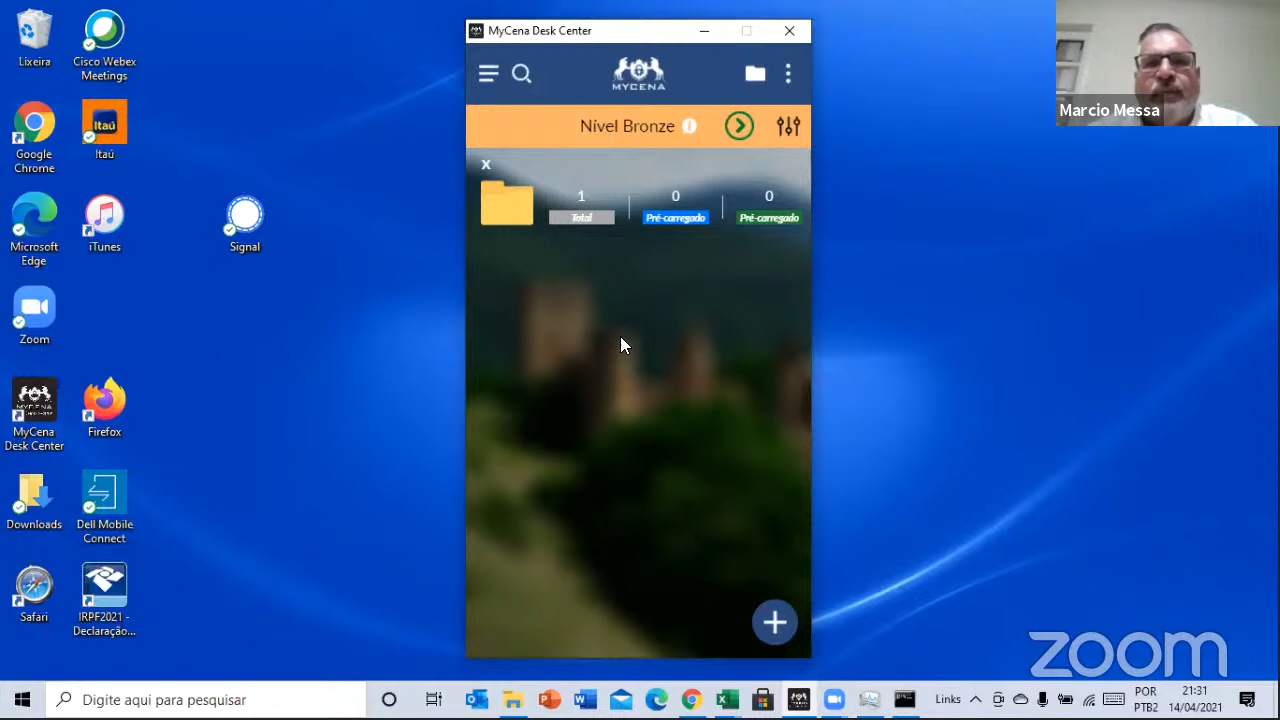 Lixeira
Cisco Webex
Meetings
Google
Chrome
Itaú
Itaú
Microsoft
Edge
iTunes
Signal
Zoom
MYCENA
MyCena
Desk Center
Firefox
Downloads
Dell Mobile
Connect
Safari
IRPF2021 -
Declaração...
MyCena Desk Center
MYCENA
Nível Bronze
X
1
Total
0
Pré-carregado
0
Pré-carregado
Marcio Messa
zoom
Digite aqui para pesquisar
Links
POR
PTB2
21:31
14/04/2021